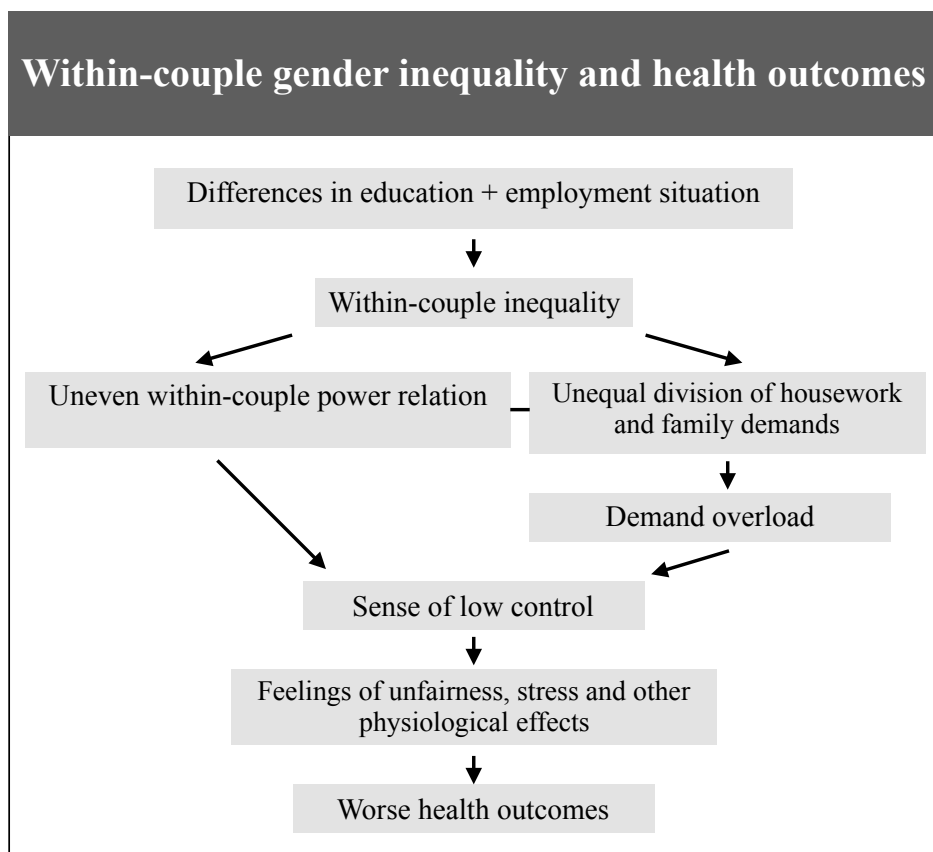 Within-couple gender inequality and health outcomes
Differences in education + employment situation
Within-couple inequality
Uneven within-couple power relation
Unequal division of housework
and family demands
Demand overload
Sense of low control
Feelings of unfairness, stress and other
physiological effects
Worse health outcomes